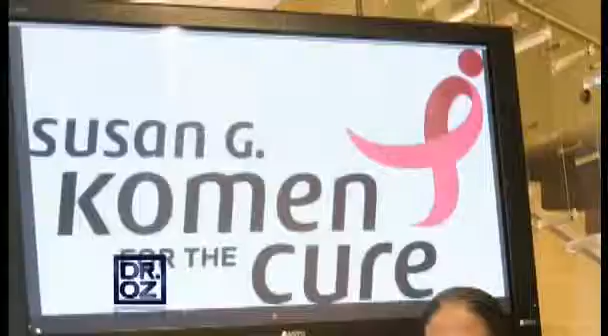 susan G.
komen
FOR THE
cure
DR.
OZ